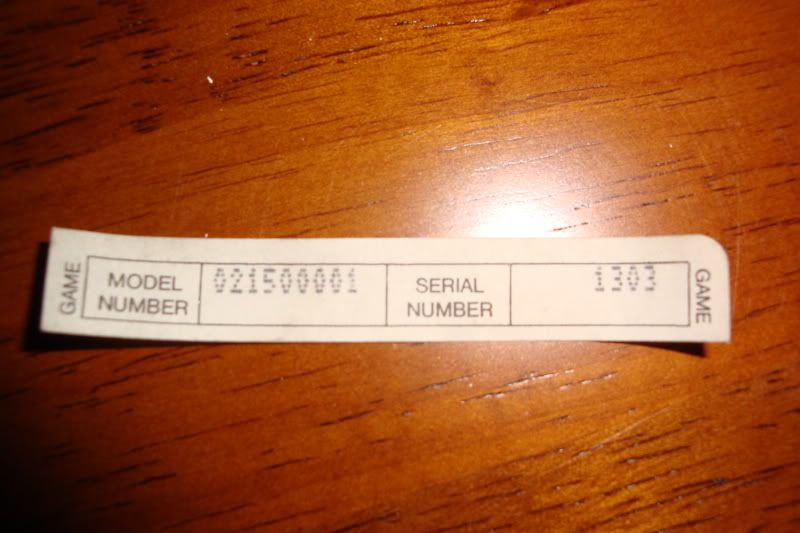 GAME
MODEL NUMBER
021500001
SERIAL NUMBER
1303
GAME